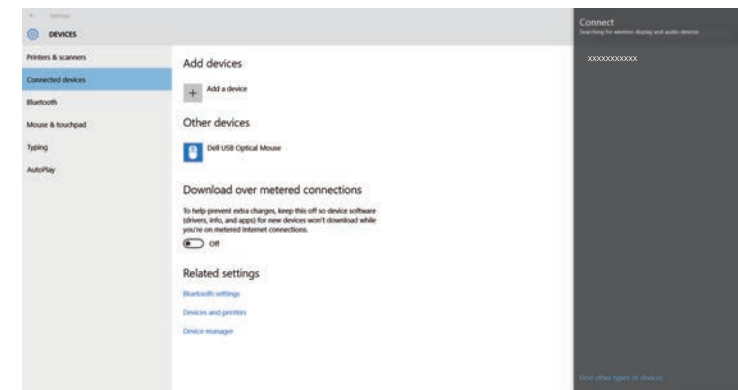 Settings
DEVICES
Printers & scanners
Connected devices
Bluetooth
Mouse & touchpad
Typing
AutoPlay
Add devices
Add a device
Other devices
Dell USB Optical Mouse
Download over metered connections
To help prevent extra charges, keep this off so device software
(drivers, info, and apps) for new devices won't download while
you're on metered Internet connections.
Off
Related settings
Bluetooth settings
Devices and printers
Device manager
Connect
Searching for wireless display and audio devices
xxxxxxxxxxx
Find other types of devices